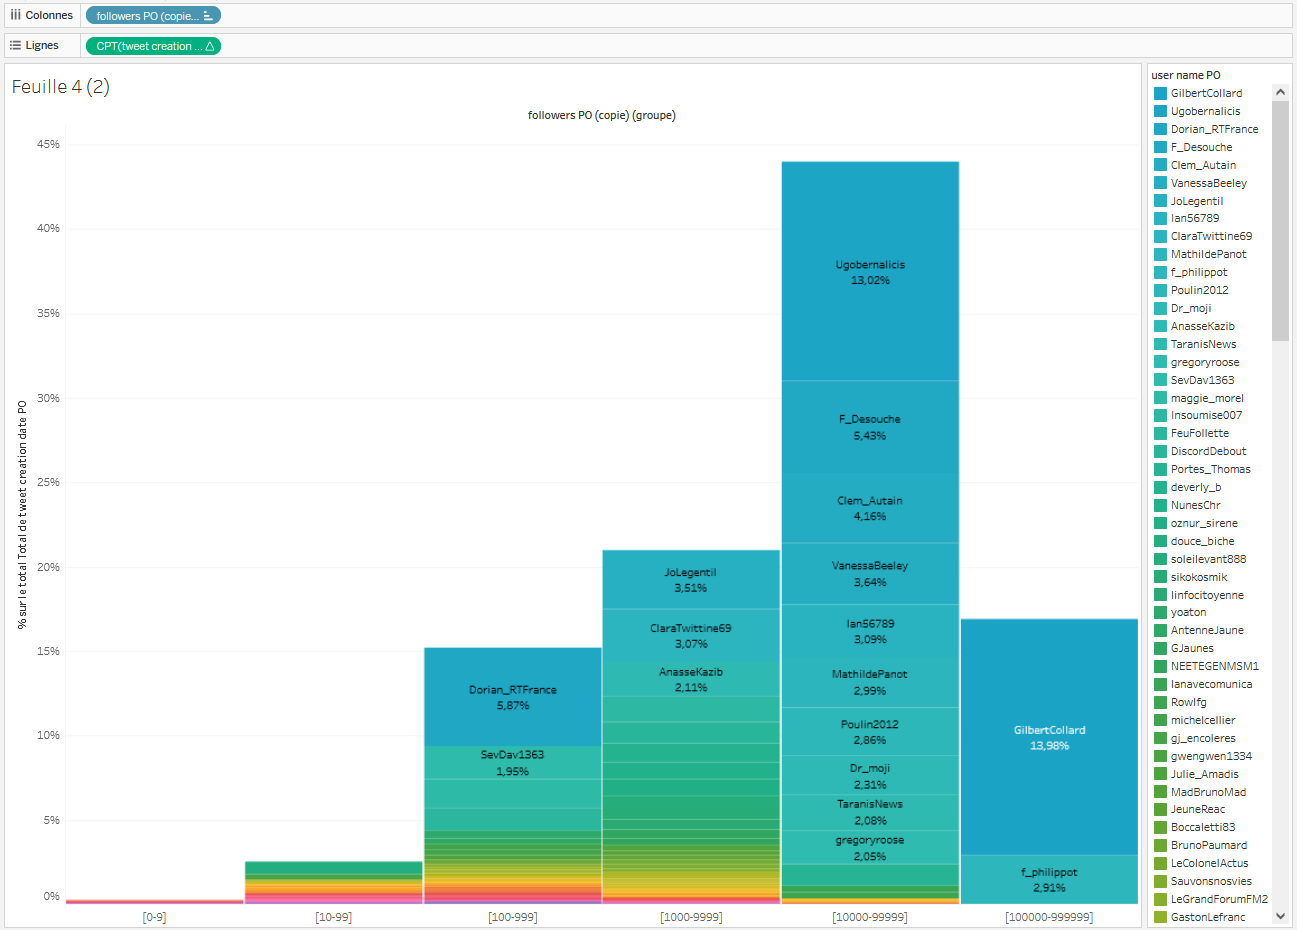 Colonnes
followers PO (copie...
Lignes
CPT(tweet creation ...
Feuille 4 (2)
followers PO (copie) (groupe)
% sur le total Total de tweet creation date PO
45%
40%
35%
30%
25%
20%
15%
10%
5%
0%
Dorian_RTFrance
5,87%
SevDav1363
1,95%
JoLegentil
3,51%
ClaraTwittine69
3,07%
AnasseKazib
2,11%
Ugobernalicis
13,02%
F_Desouche
5,43%
Clem_Autain
4,16%
VanessaBeeley
3,64%
Ian56789
3,09%
MathildePanot
2,99%
Poulin2012
2,86%
Dr_moji
2,31%
TaranisNews
2,08%
gregoryroose
2,05%
GilbertCollard
13,98%
f_philippot
2,91%
[0-9]
[10-99]
[100-999]
[1000-9999]
[10000-99999]
[100000-999999]
user name PO
GilbertCollard
Ugobernalicis
Dorian_RTFrance
F_Desouche
Clem_Autain
VanessaBeeley
JoLegentil
Ian56789
ClaraTwittine69
MathildePanot
f_philippot
Poulin2012
Dr_moji
AnasseKazib
TaranisNews
gregoryroose
SevDav1363
maggie_morel
Insoumise007
FeuFollette
DiscordDebout
Portes_Thomas
deverly_b
NunesChr
oznur_sirene
douce_biche
soleilevant888
sikokosmik
linfocitoyenne
yoaton
AntenneJaune
GJaunes
NEETEGENMSM1
lanavecomunica
Rowlfg
michelcellier
gj_encoleres
gwengwen1334
Julie_Amadis
MadBrunoMad
JeuneReac
Boccaletti83
BrunoPaumard
LeColonelActus
Sauvonsnosvies
LeGrandForumFM2
GastonLefranc